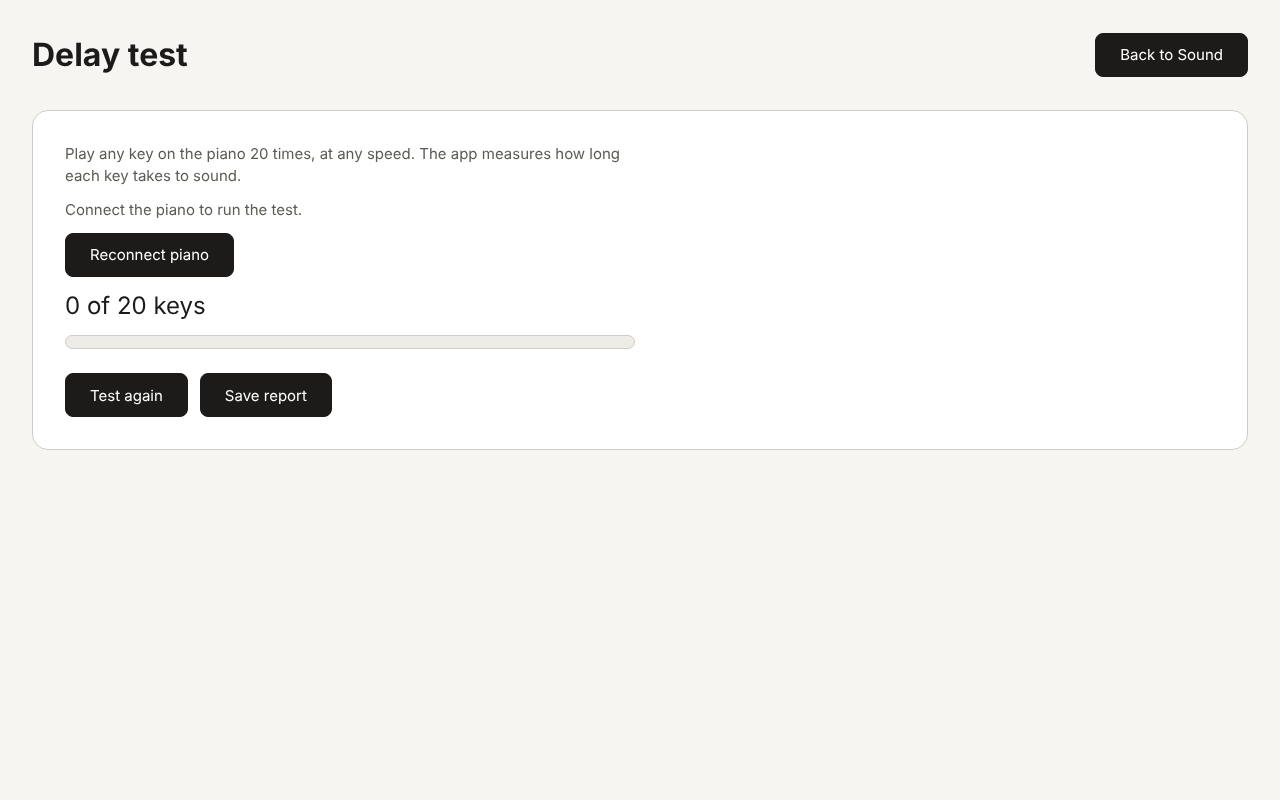 Delay test
Back to Sound
Play any key on the piano 20 times, at any speed. The app measures how long
each key takes to sound.
Connect the piano to run the test.
Reconnect piano
0 of 20 keys
Test again
Save report